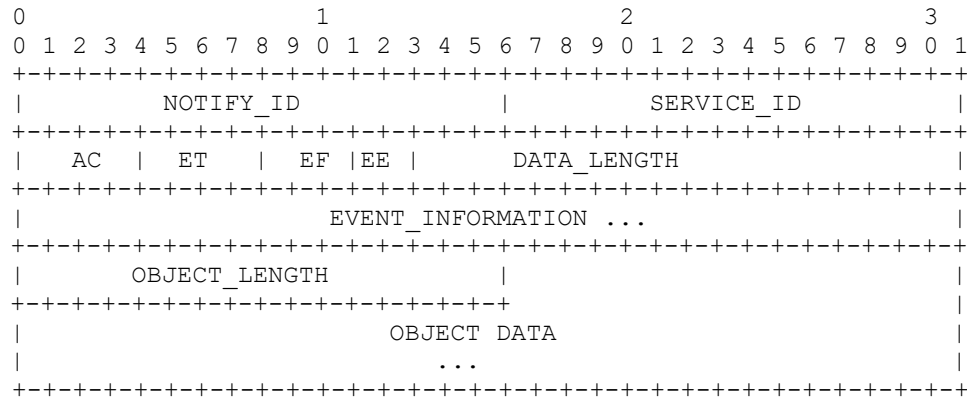 0                   1                   2                   3
0 1 2 3 4 5 6 7 8 9 0 1 2 3 4 5 6 7 8 9 0 1 2 3 4 5 6 7 8 9 0 1
+-+-+-+-+-+-+-+-+-+-+-+-+-+-+-+-+-+-+-+-+-+-+-+-+-+-+-+-+-+-+-+
|         NOTIFY_ID             |         SERVICE_ID          |
+-+-+-+-+-+-+-+-+-+-+-+-+-+-+-+-+-+-+-+-+-+-+-+-+-+-+-+-+-+-+-+
|   AC  |  ET   |  EF |EE |      DATA_LENGTH                  |
+-+-+-+-+-+-+-+-+-+-+-+-+-+-+-+-+-+-+-+-+-+-+-+-+-+-+-+-+-+-+-+
|                    EVENT_INFORMATION ...                    |
+-+-+-+-+-+-+-+-+-+-+-+-+-+-+-+-+-+-+-+-+-+-+-+-+-+-+-+-+-+-+-+
|       OBJECT_LENGTH           |                             |
+-+-+-+-+-+-+-+-+-+-+-+-+-+-+-+-+                             |
|                        OBJECT DATA                          |
|                           ...                               |
+-+-+-+-+-+-+-+-+-+-+-+-+-+-+-+-+-+-+-+-+-+-+-+-+-+-+-+-+-+-+-+